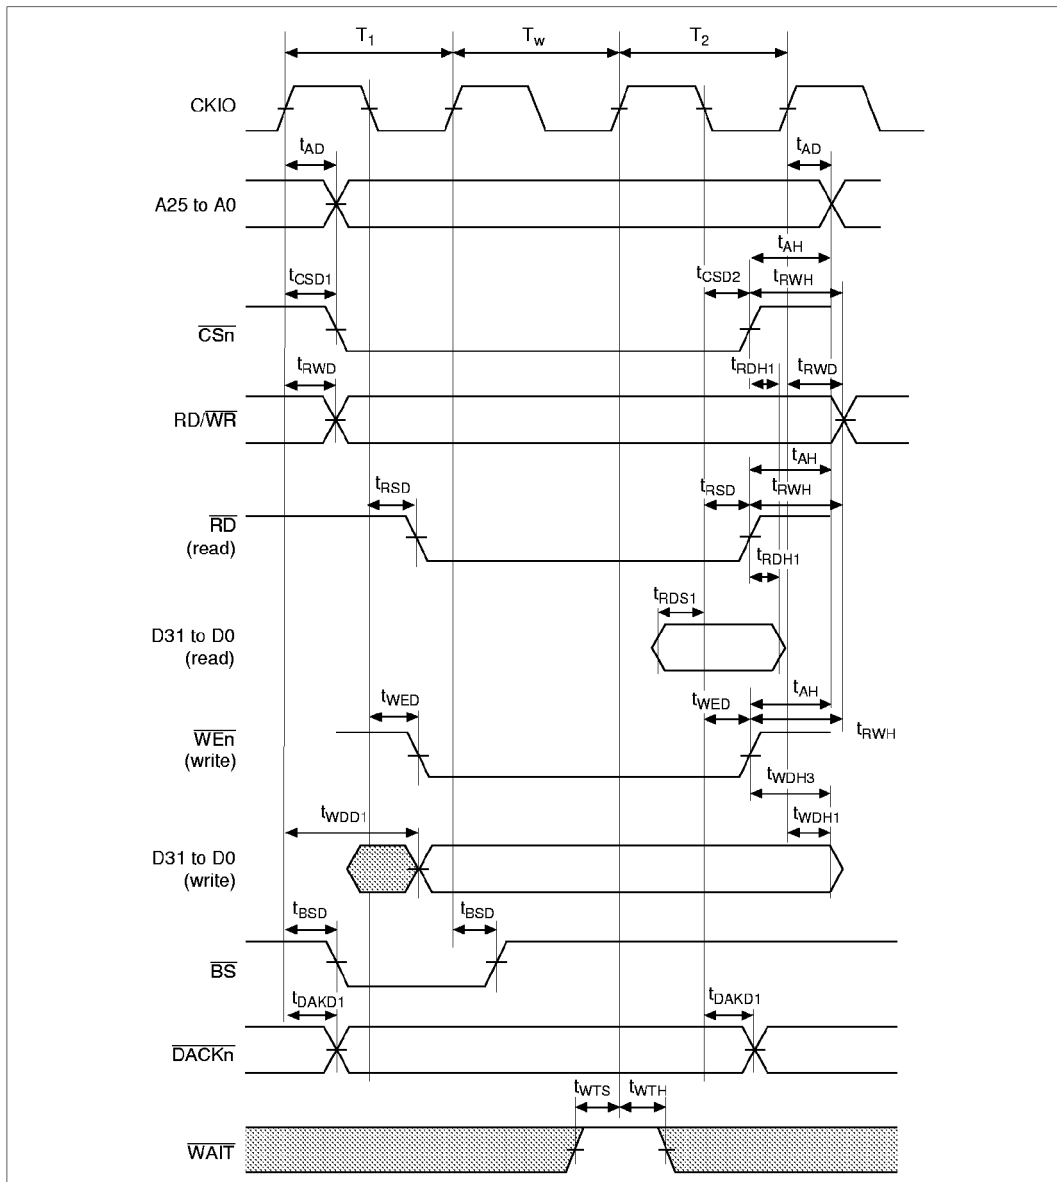 T1 Tw T2
CKIO
tAD tAD
A25 to A0
tAH
tCSD1 tCSD2 tRWH
CSn
tRWD tRDH1 tRWD
RD/WR
tAH
tRSD tRSD tRWH
RD
(read)
tRDH1
tRDS1
D31 to D0
(read)
tAH
tWED tWED
tRWH
WEn
(write)
tWDH3
tWDD1 tWDH1
D31 to D0
(write)
tBSD tBSD
BS
tDAKD1 tDAKD1
DACKn
tWTS tWTH
WAIT